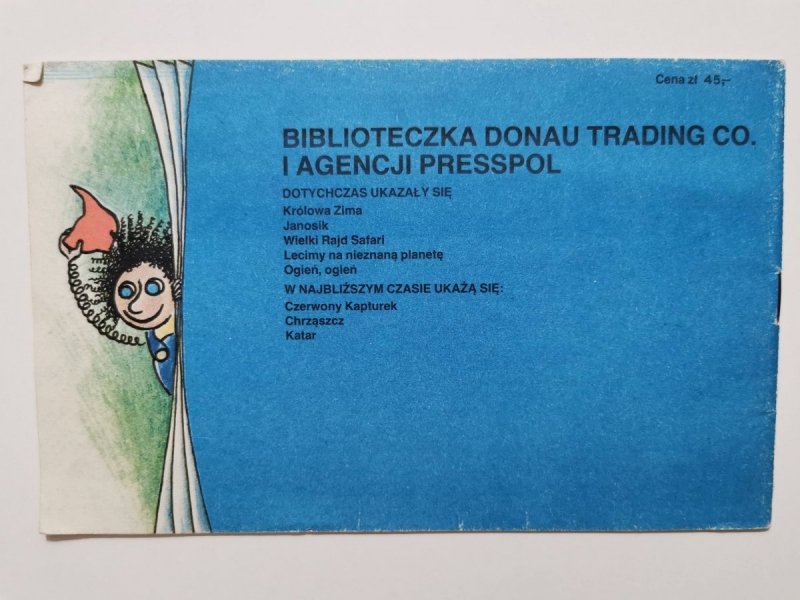 Cena zł 45,-
BIBLIOTECZKA DONAU TRADING CO.
I AGENCJI PRESSPOL
DOTYCHCZAS UKAZAŁY SIĘ
Królowa Zima
Janosik
Wielki Rajd Safari
Lecimy na nieznaną planetę
Ogień, ogień
W NAJBLIŻSZYM CZASIE UKAŻĄ SIĘ:
Czerwony Kapturek
Chrząszcz
Katar